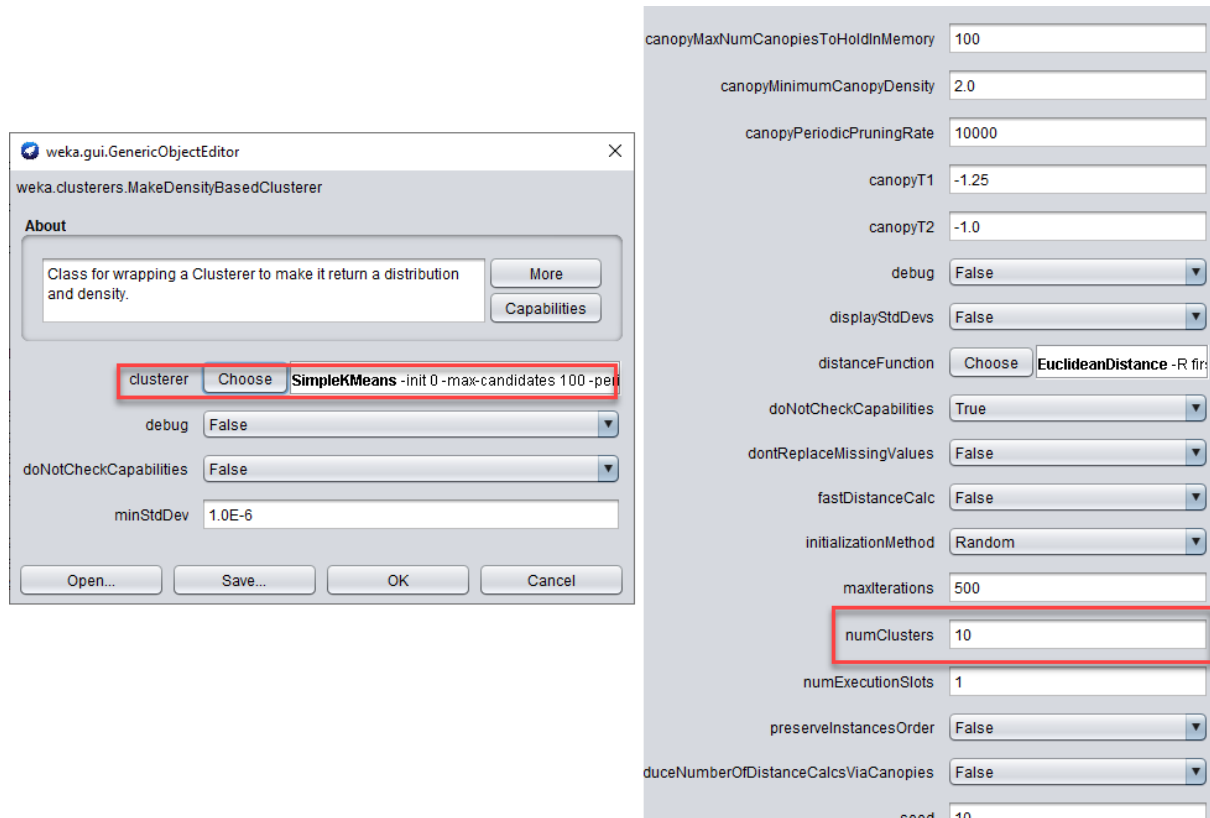 weka.gui.GenericObjectEditor
weka.clusterers.MakeDensityBasedClusterer
About
Class for wrapping a Clusterer to make it return a distribution
and density.
More
Capabilities
clusterer Choose SimpleKMeans -init 0 -max-candidates 100 -peri
debug False
doNotCheckCapabilities False
minStdDev 1.0E-6
Open... Save... OK Cancel
canopyMaxNumCanopiesToHoldInMemory 100
canopyMinimumCanopyDensity 2.0
canopyPeriodicPruningRate 10000
canopyT1 -1.25
canopyT2 -1.0
debug False
displayStdDevs False
distanceFunction Choose EuclideanDistance -R firs
doNotCheckCapabilities True
dontReplaceMissingValues False
fastDistanceCalc False
initializationMethod Random
maxIterations 500
numClusters 10
numExecutionSlots 1
preserveInstancesOrder False
duceNumberOfDistanceCalcsViaCanopies False
seed 10